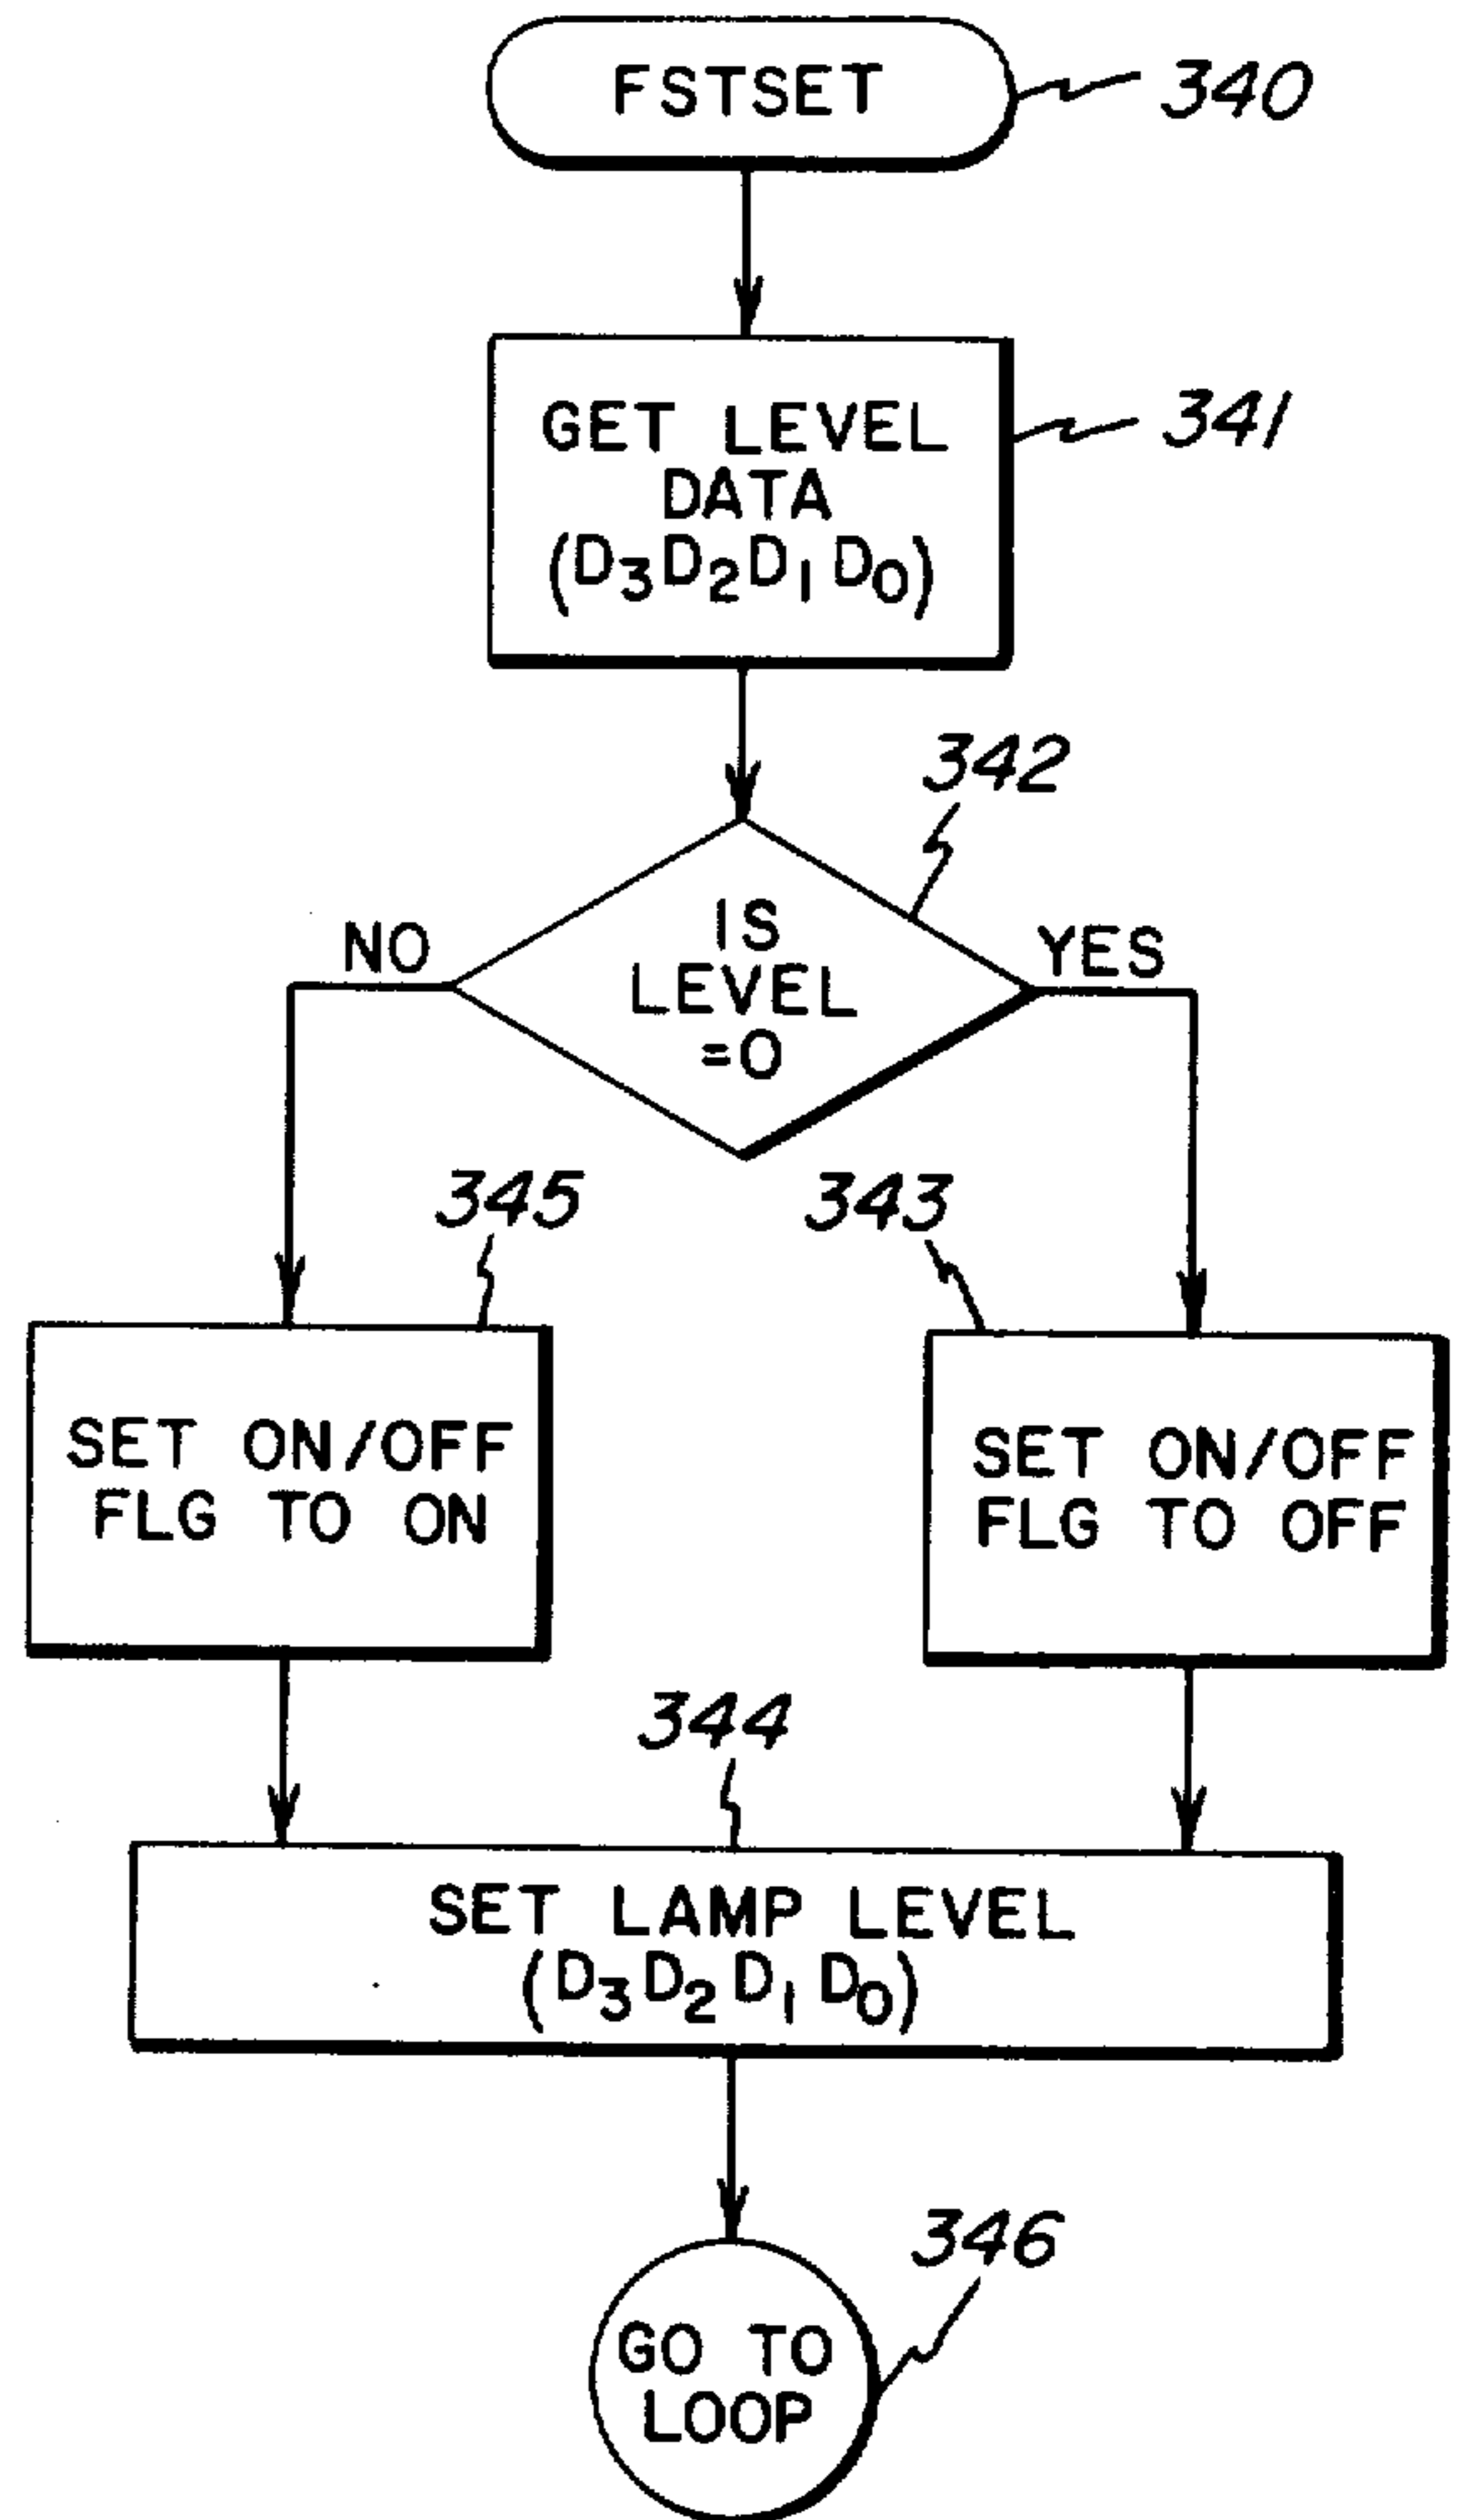 FSTSET
340
GET LEVEL
DATA
(D₃D₂D₁D₀)
341
342
IS
LEVEL
=0
NO
YES
345
343
SET ON/OFF
FLG TO ON
SET ON/OFF
FLG TO OFF
344
SET LAMP LEVEL
(D₃D₂D₁D₀)
346
GO TO
LOOP